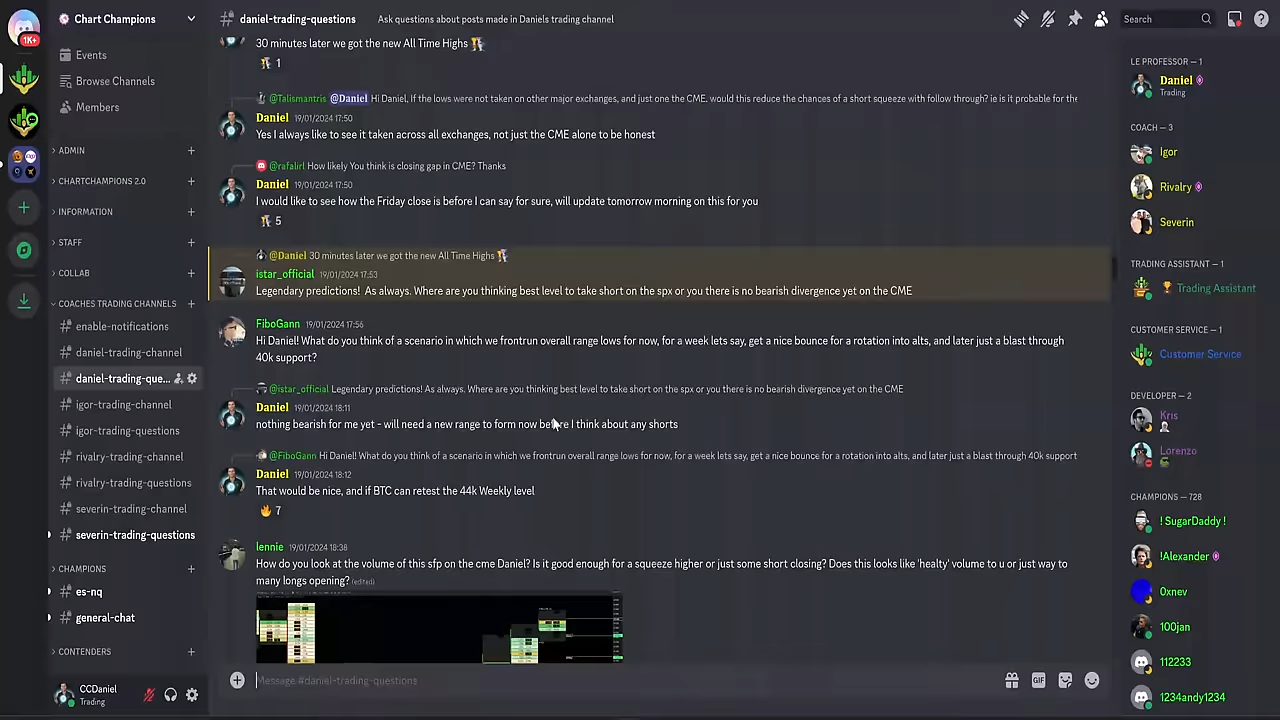 Chart Champions
daniel-trading-questions
Ask questions about posts made in Daniels trading channel
Search
1K+
Events
Browse Channels
Members
ADMIN
CHARTCHAMPIONS 2.0
INFORMATION
STAFF
COLLAB
COACHES TRADING CHANNELS
enable-notifications
daniel-trading-channel
daniel-trading-que...
igor-trading-channel
igor-trading-questions
rivalry-trading-channel
rivalry-trading-questions
severin-trading-channel
severin-trading-questions
CHAMPIONS
es-nq
general-chat
CONTENDERS
CCDaniel
Trading
30 minutes later we got the new All Time Highs
1
@Talismantris @Daniel Hi Daniel, If the lows were not taken on other major exchanges, and just one the CME. would this reduce the chances of a short squeeze with follow through? ie is it probable for the
Daniel 19/01/2024 17:50
Yes I always like to see it taken across all exchanges, not just the CME alone to be honest
@rafalirl How likely You think is closing gap in CME? Thanks
Daniel 19/01/2024 17:50
I would like to see how the Friday close is before I can say for sure, will update tomorrow morning on this for you
5
@Daniel 30 minutes later we got the new All Time Highs
istar_official 19/01/2024 17:53
Legendary predictions! As always. Where are you thinking best level to take short on the spx or you there is no bearish divergence yet on the CME
FiboGann 19/01/2024 17:56
Hi Daniel! What do you think of a scenario in which we frontrun overall range lows for now, for a week lets say, get a nice bounce for a rotation into alts, and later just a blast through
40k support?
@istar_official Legendary predictions! As always. Where are you thinking best level to take short on the spx or you there is no bearish divergence yet on the CME
Daniel 19/01/2024 18:11
nothing bearish for me yet - will need a new range to form now before I think about any shorts
@FiboGann Hi Daniel! What do you think of a scenario in which we frontrun overall range lows for now, for a week lets say, get a nice bounce for a rotation into alts, and later just a blast through 40k support
Daniel 19/01/2024 18:12
That would be nice, and if BTC can retest the 44k Weekly level
7
lennie 19/01/2024 18:38
How do you look at the volume of this sfp on the cme Daniel? Is it good enough for a squeeze higher or just some short closing? Does this looks like 'healty' volume to u or just way to
many longs opening? (edited)
Message #daniel-trading-questions
GIF
LE PROFESSOR — 1
Daniel
Trading
COACH — 3
Igor
Rivalry
Severin
TRADING ASSISTANT — 1
Trading Assistant
CUSTOMER SERVICE — 1
Customer Service
DEVELOPER — 2
Kris
Lorenzo
CHAMPIONS — 728
! SugarDaddy !
!Alexander
0xnev
100jan
112233
1234andy1234